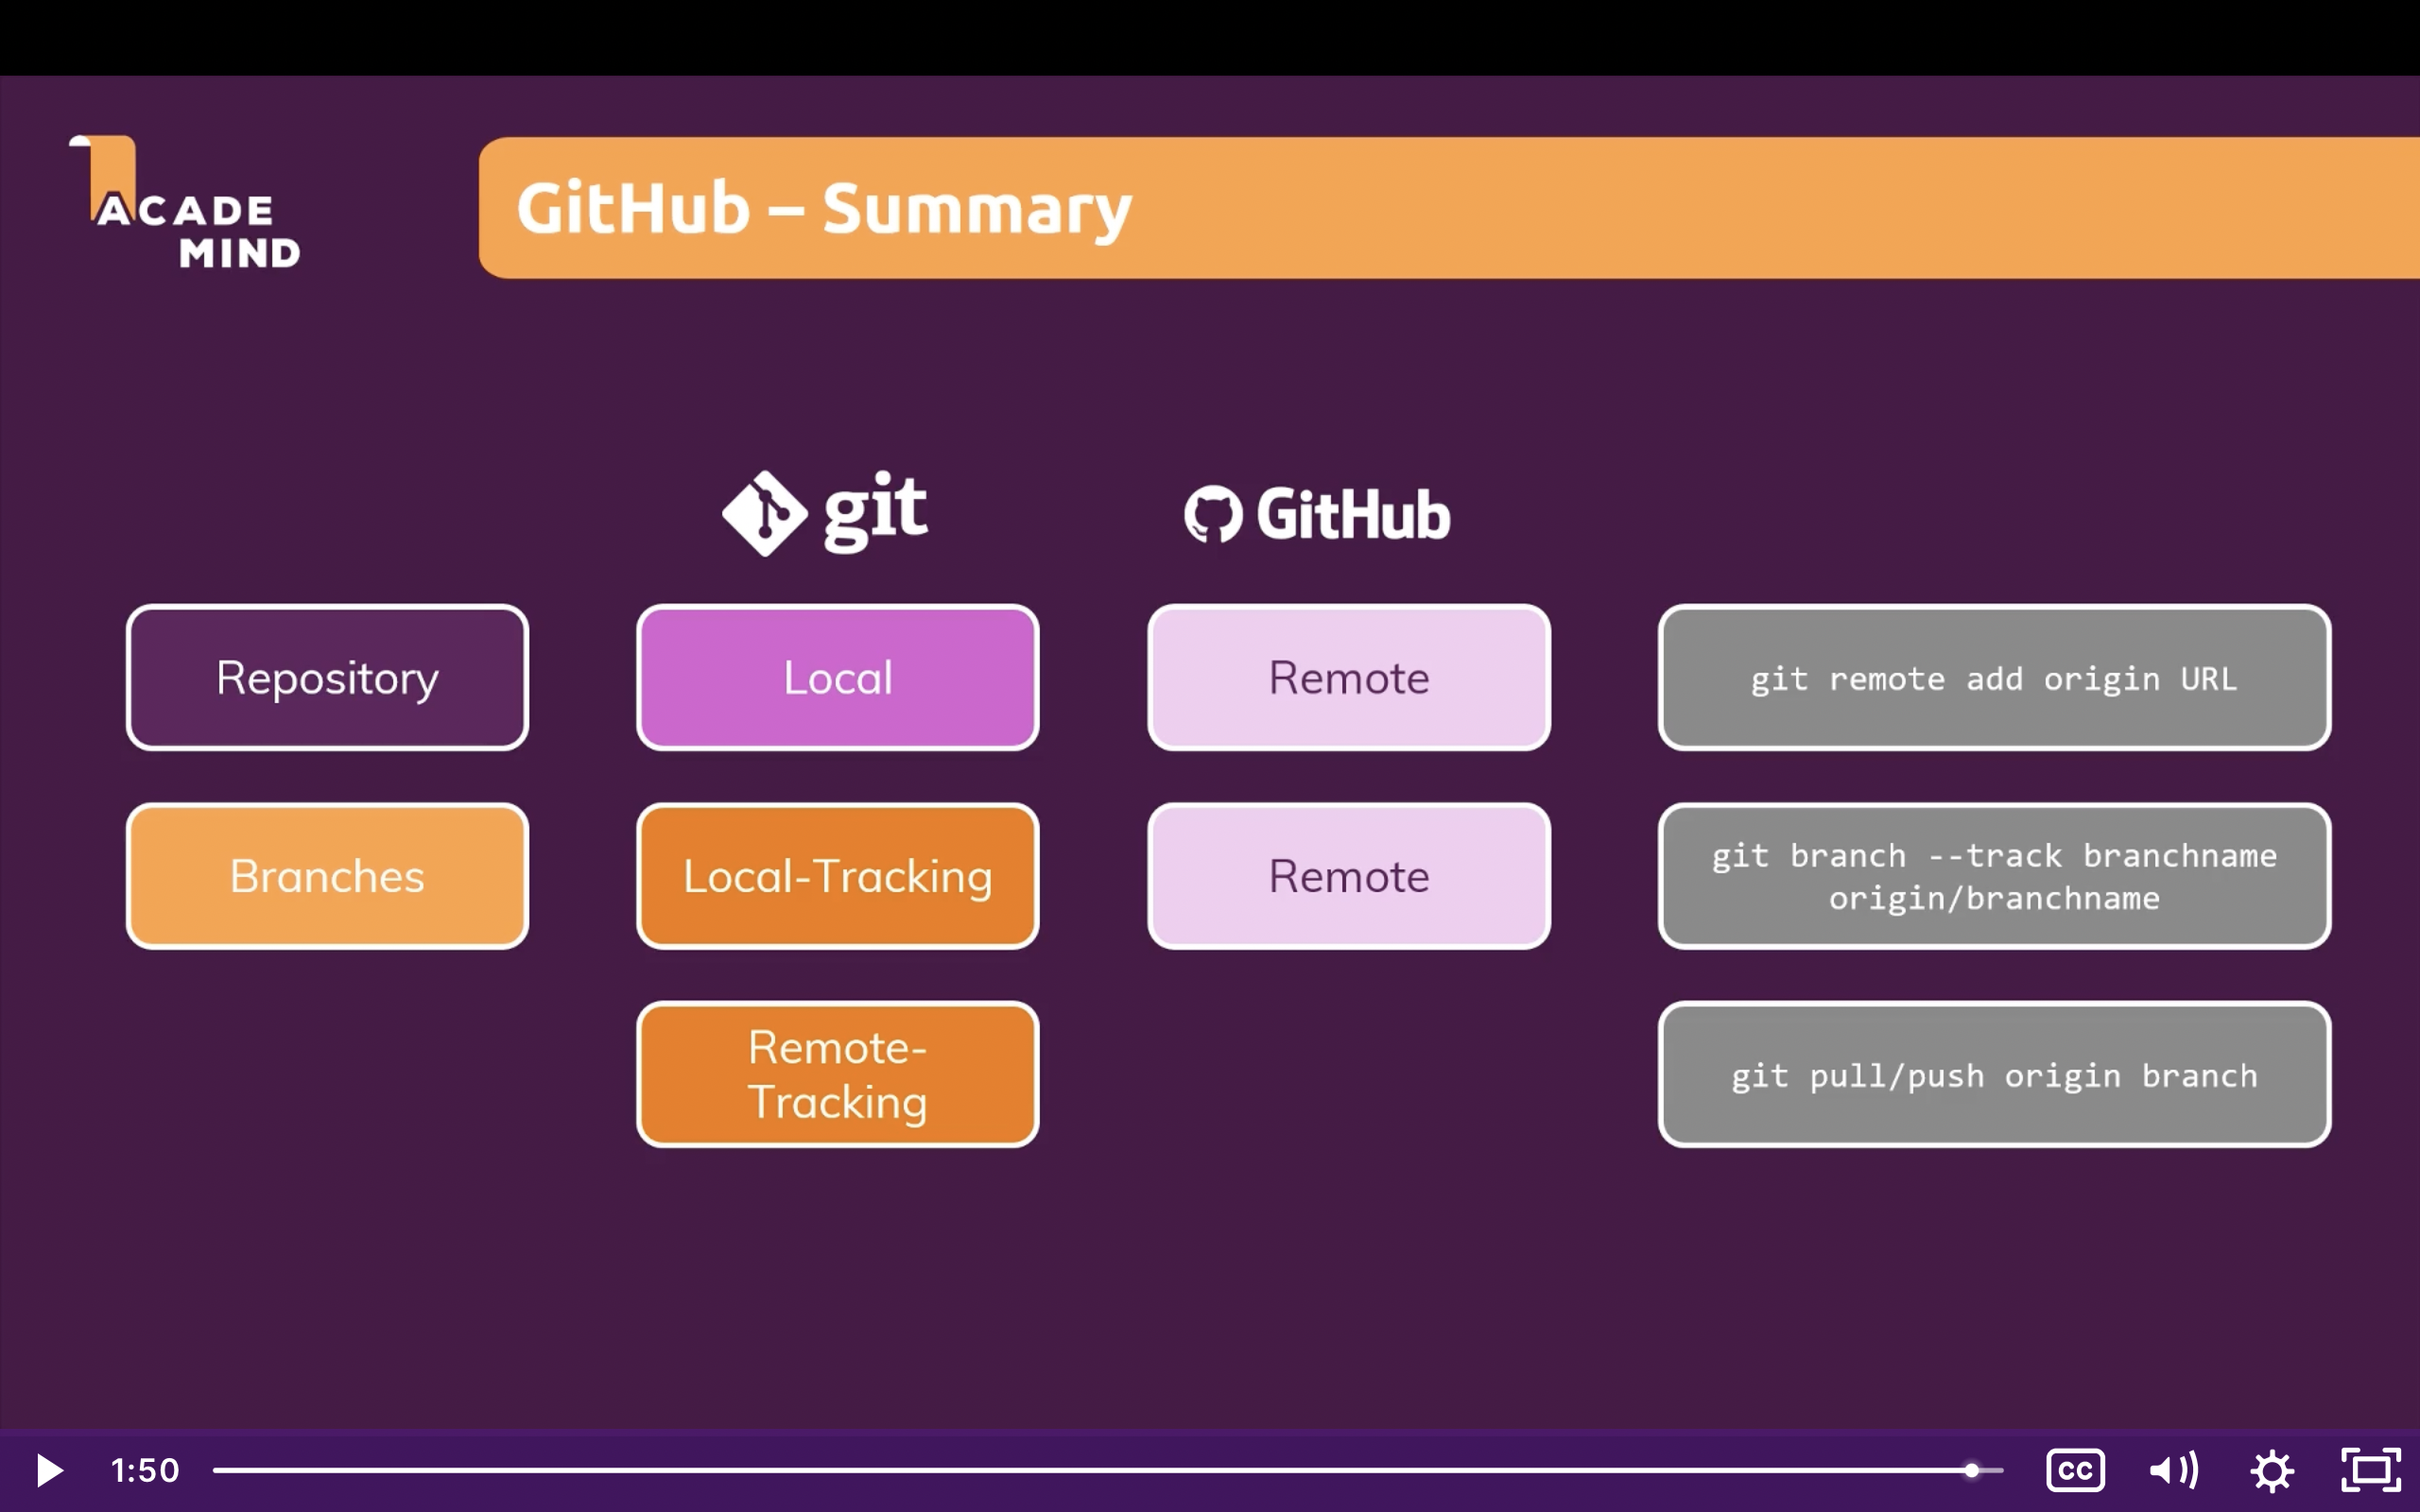 ACADE
MIND
GitHub – Summary
git
GitHub
Repository
Local
Remote
git remote add origin URL
Branches
Local-Tracking
Remote
git branch --track branchname
origin/branchname
Remote-
Tracking
git pull/push origin branch
1:50
CC